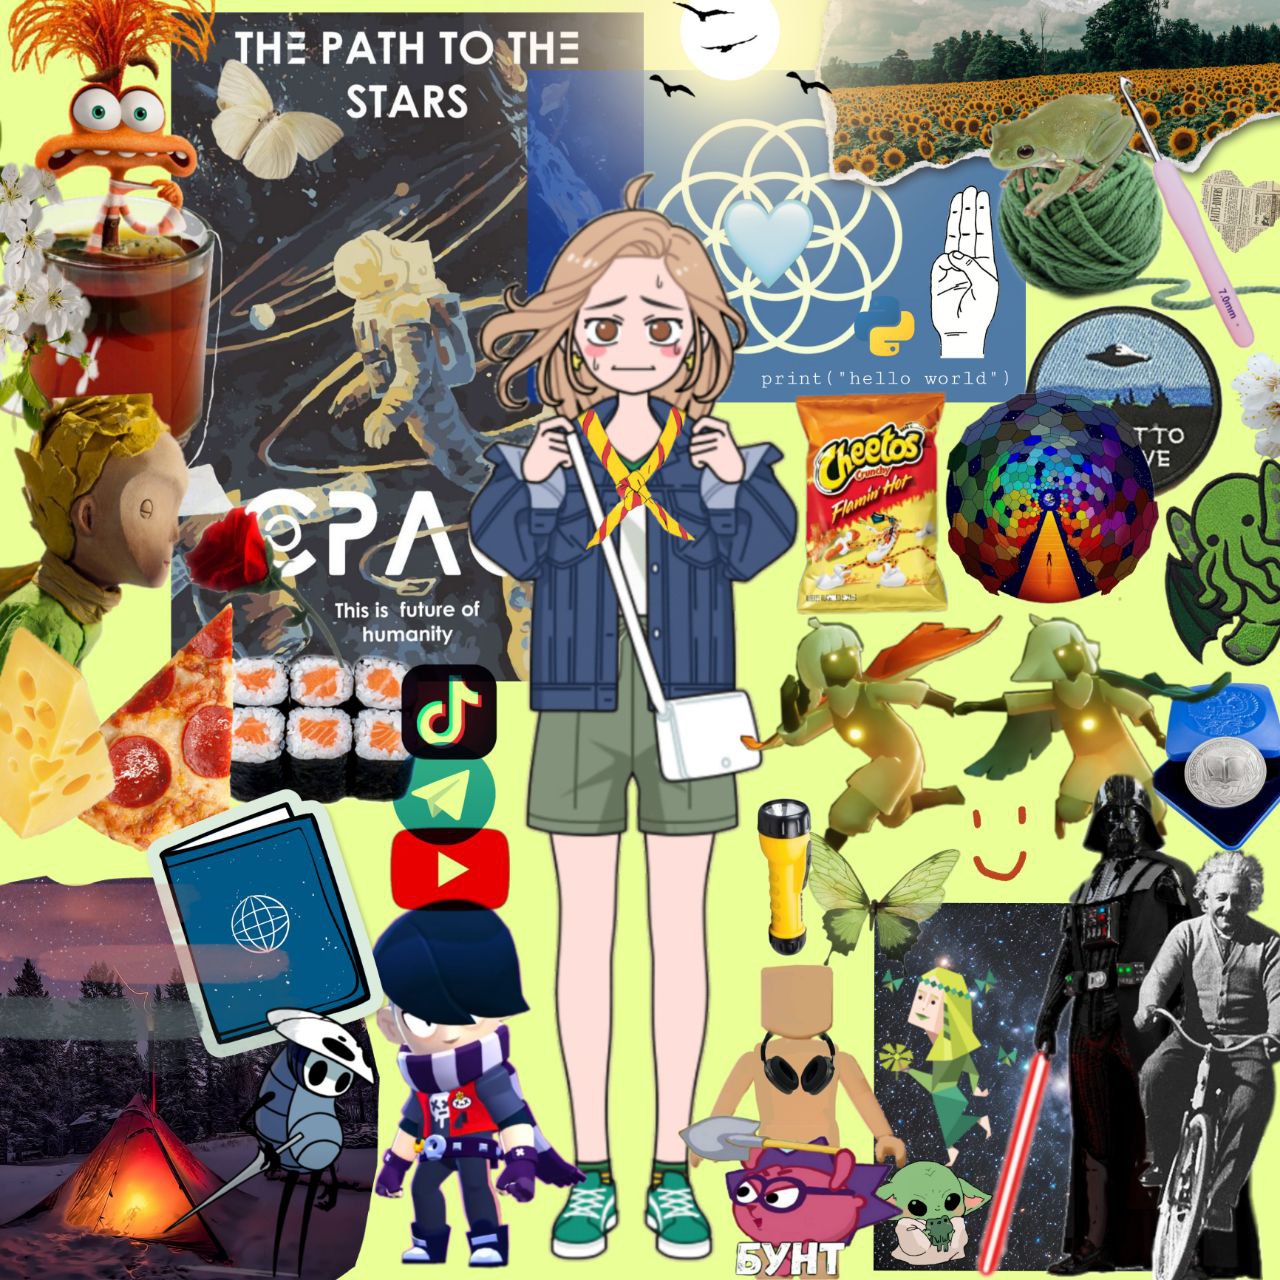 THE PATH TO THE
STARS
print("hello world")
7.0mm
T TO
VE
Cheetos
Crunchy
Flamin' Hot
СРА
This is future of
humanity
БУНТ